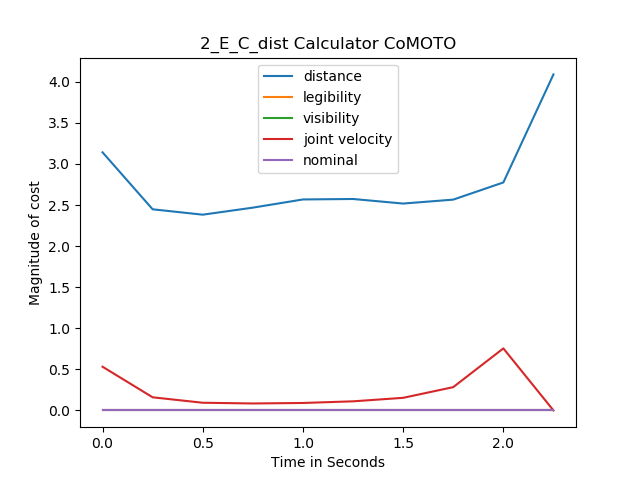 2_E_C_dist Calculator CoMOTO
distance
legibility
visibility
joint velocity
nominal
Magnitude of cost
4.0
3.5
3.0
2.5
2.0
1.5
1.0
0.5
0.0
0.0 0.5 1.0 1.5 2.0
Time in Seconds